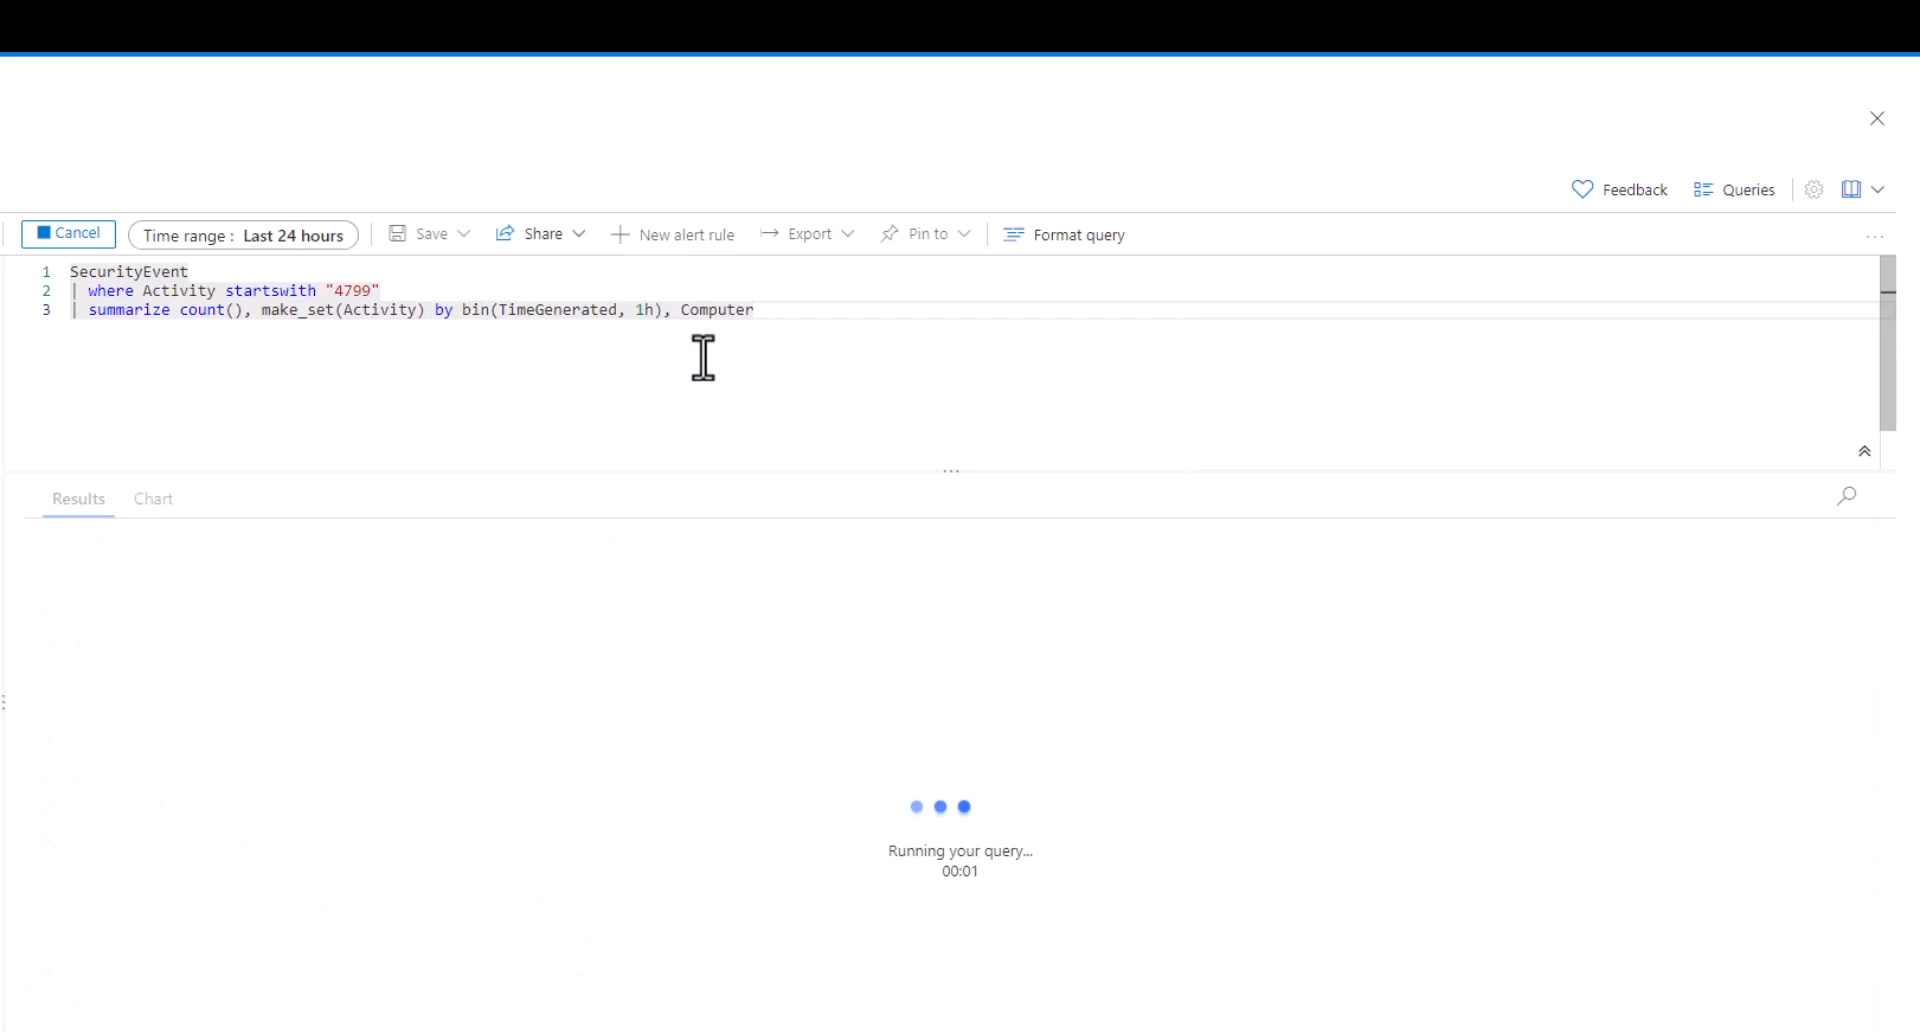 Feedback
Queries
Cancel
Time range : Last 24 hours
Save
Share
New alert rule
Export
Pin to
Format query
1 SecurityEvent
2 | where Activity startswith "4799"
3 | summarize count(), make_set(Activity) by bin(TimeGenerated, 1h), Computer
Results
Chart
Running your query...
00:01